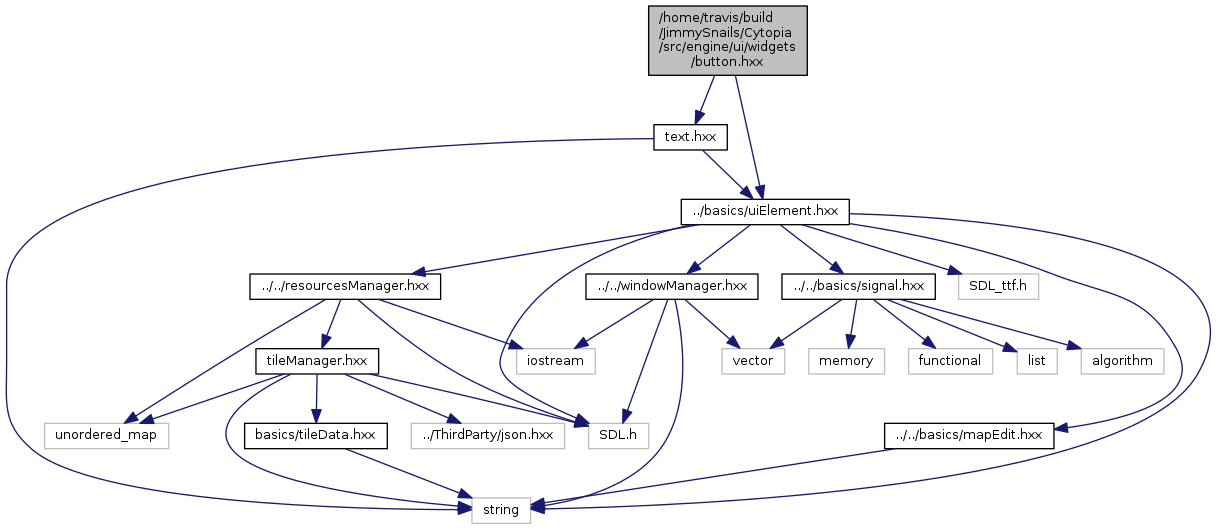 /home/travis/build
/JimmySnails/Cytopia
/src/engine/ui/widgets
/button.hxx
text.hxx
../basics/uiElement.hxx
../../resourcesManager.hxx
../../windowManager.hxx
../../basics/signal.hxx
SDL_ttf.h
tileManager.hxx
iostream
vector
memory
functional
list
algorithm
unordered_map
basics/tileData.hxx
../ThirdParty/json.hxx
SDL.h
../../basics/mapEdit.hxx
string